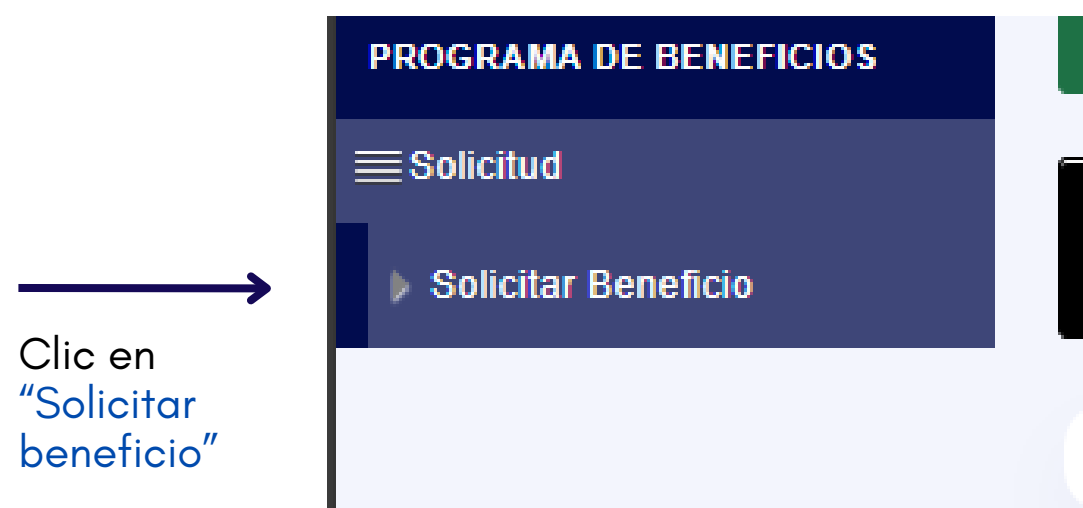 PROGRAMA DE BENEFICIOS
Solicitud
Solicitar Beneficio
Clic en
“Solicitar
beneficio”